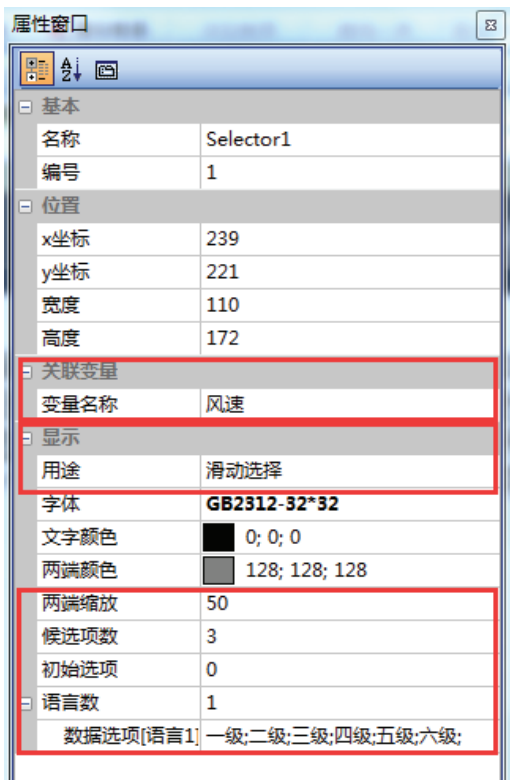 属性窗口
基本
名称 Selector1
编号 1
位置
x坐标 239
y坐标 221
宽度 110
高度 172
关联变量
变量名称 风速
显示
用途 滑动选择
字体 GB2312-32*32
文字颜色 0; 0; 0
两端颜色 128; 128; 128
两端缩放 50
候选项数 3
初始选项 0
语言数 1
数据选项[语言1] 一级;二级;三级;四级;五级;六级;